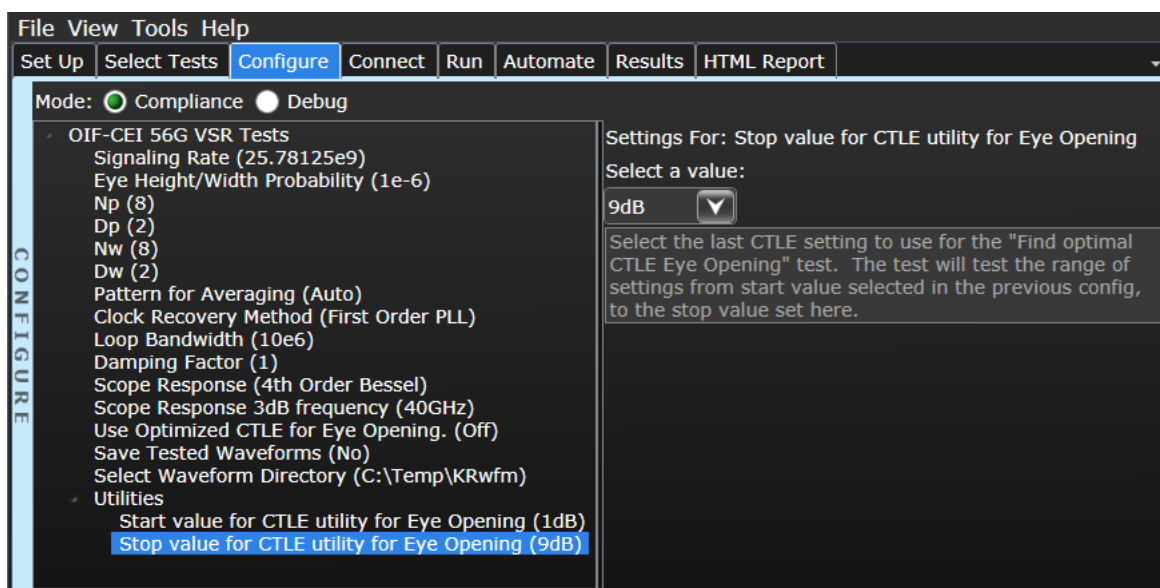 File View Tools Help
Set Up Select Tests Configure Connect Run Automate Results HTML Report
CONFIGURE
Mode: Compliance Debug
OIF-CEI 56G VSR Tests
Signaling Rate (25.78125e9)
Eye Height/Width Probability (1e-6)
Np (8)
Dp (2)
Nw (8)
Dw (2)
Pattern for Averaging (Auto)
Clock Recovery Method (First Order PLL)
Loop Bandwidth (10e6)
Damping Factor (1)
Scope Response (4th Order Bessel)
Scope Response 3dB frequency (40GHz)
Use Optimized CTLE for Eye Opening. (Off)
Save Tested Waveforms (No)
Select Waveform Directory (C:\Temp\KRwfm)
Utilities
Start value for CTLE utility for Eye Opening (1dB)
Stop value for CTLE utility for Eye Opening (9dB)
Settings For: Stop value for CTLE utility for Eye Opening
Select a value:
9dB
Select the last CTLE setting to use for the "Find optimal
CTLE Eye Opening" test. The test will test the range of
settings from start value selected in the previous config,
to the stop value set here.